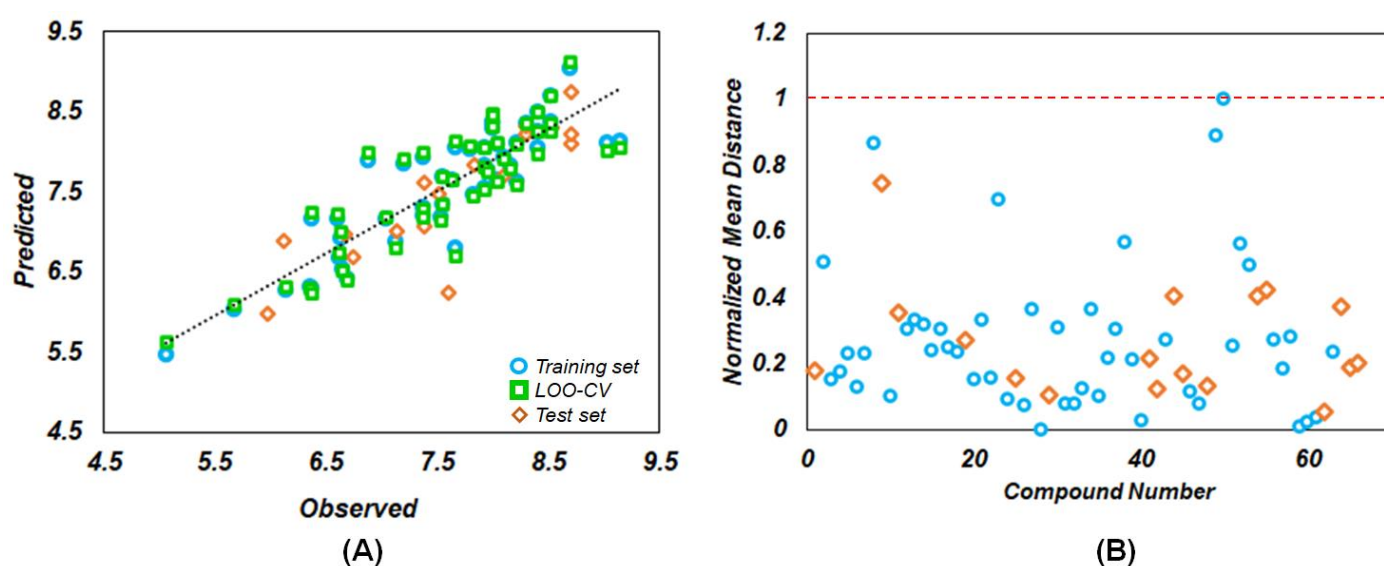 9.5
8.5
7.5
6.5
5.5
4.5
Predicted
4.5 5.5 6.5 7.5 8.5 9.5
Observed
Training set
LOO-CV
Test set
(A)
1.2
1
0.8
0.6
0.4
0.2
0
Normalized Mean Distance
0 20 40 60
Compound Number
(B)